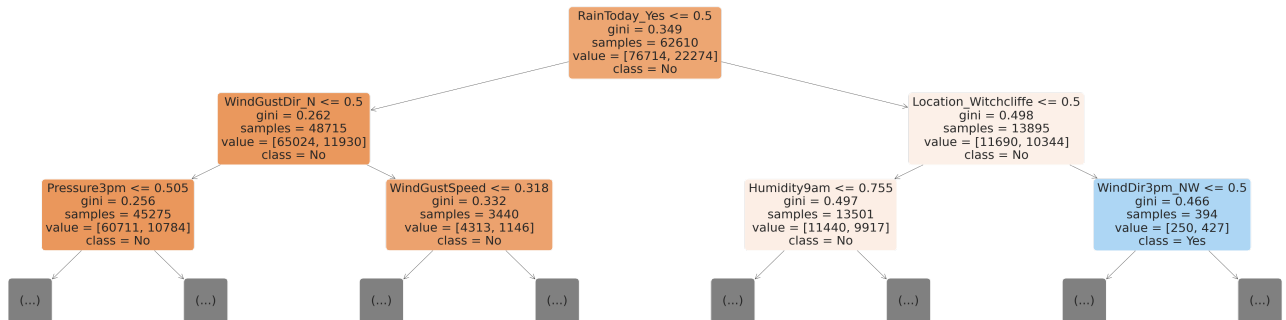 RainToday_Yes <= 0.5
gini = 0.349
samples = 62610
value = [76714, 22274]
class = No
WindGustDir_N <= 0.5
gini = 0.262
samples = 48715
value = [65024, 11930]
class = No
Location_Witchcliffe <= 0.5
gini = 0.498
samples = 13895
value = [11690, 10344]
class = No
Pressure3pm <= 0.505
gini = 0.256
samples = 45275
value = [60711, 10784]
class = No
WindGustSpeed <= 0.318
gini = 0.332
samples = 3440
value = [4313, 1146]
class = No
Humidity9am <= 0.755
gini = 0.497
samples = 13501
value = [11440, 9917]
class = No
WindDir3pm_NW <= 0.5
gini = 0.466
samples = 394
value = [250, 427]
class = Yes
(...)
(...)
(...)
(...)
(...)
(...)
(...)
(...)